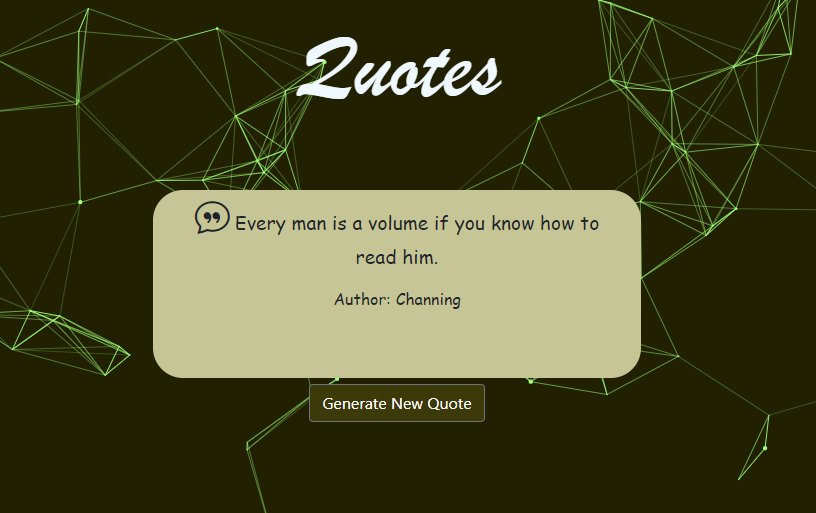 Quotes
Every man is a volume if you know how to
read him.
Author: Channing
Generate New Quote